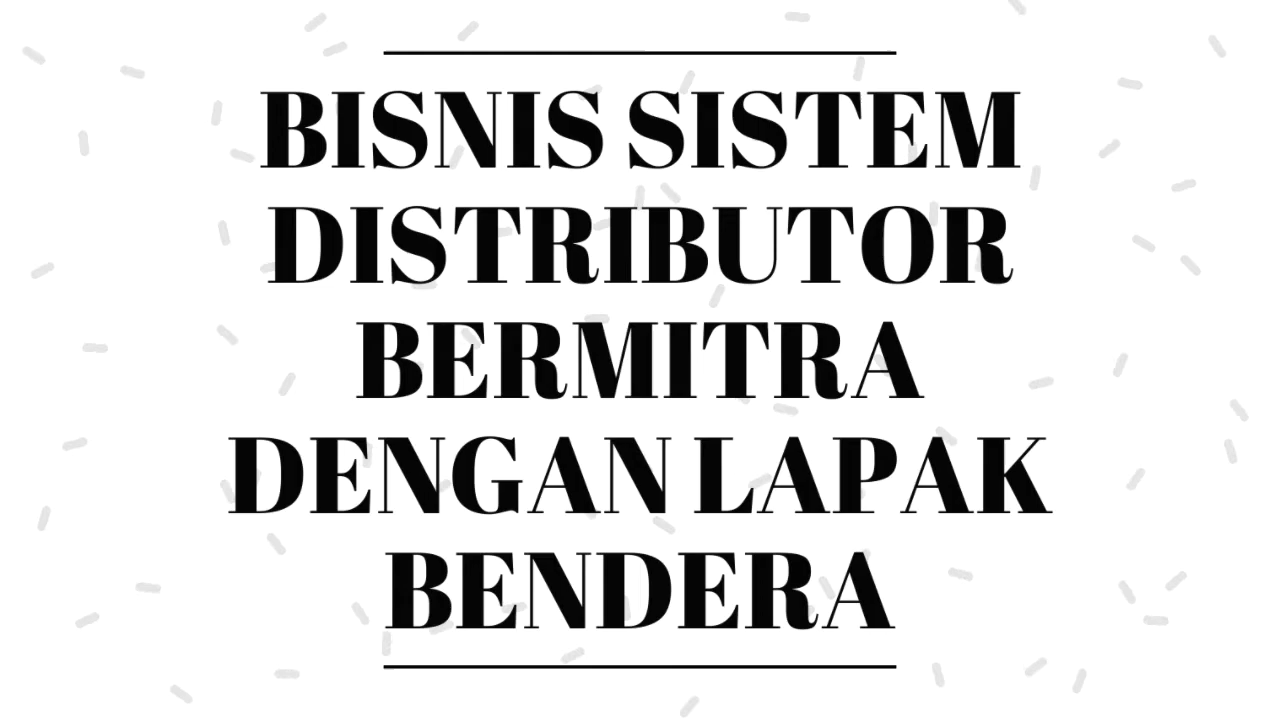 BISNIS SISTEM
DISTRIBUTOR
BERMITRA
DENGAN LAPAK
BENDERA